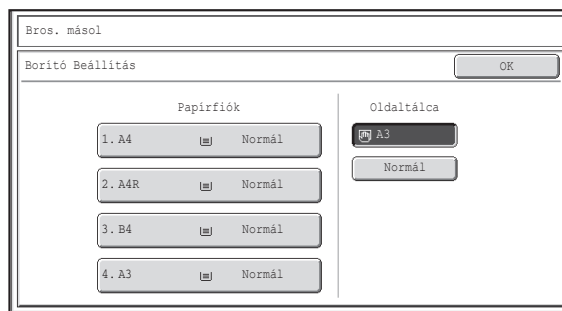 Bros. másol
Borító Beállítás
OK
Papírfiók
Oldaltálca
1. A4 Normál
2. A4R Normál
3. B4 Normál
4. A3 Normál
A3
Normál